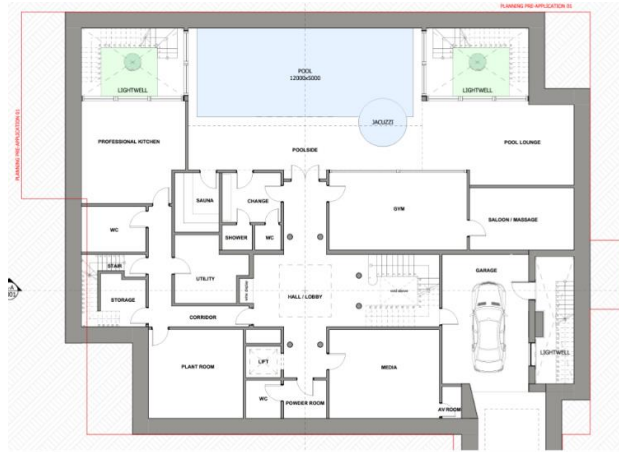 PLANNING PRE-APPLICATION 03
PLANNING PRE-APPLICATION 01
POOL
12000x5000
LIGHTWELL
LIGHTWELL
JACUZZI
PROFESSIONAL KITCHEN
POOLSIDE
POOL LOUNGE
SAUNA
CHANGE
GYM
WC
SHOWER
WC
SALOON / MASSAGE
STAIR
UTILITY
GARAGE
STORAGE
HALL / LOBBY
CORRIDOR
LIGHTWELL
PLANT ROOM
LIFT
MEDIA
WC
POWDER ROOM
AV ROOM